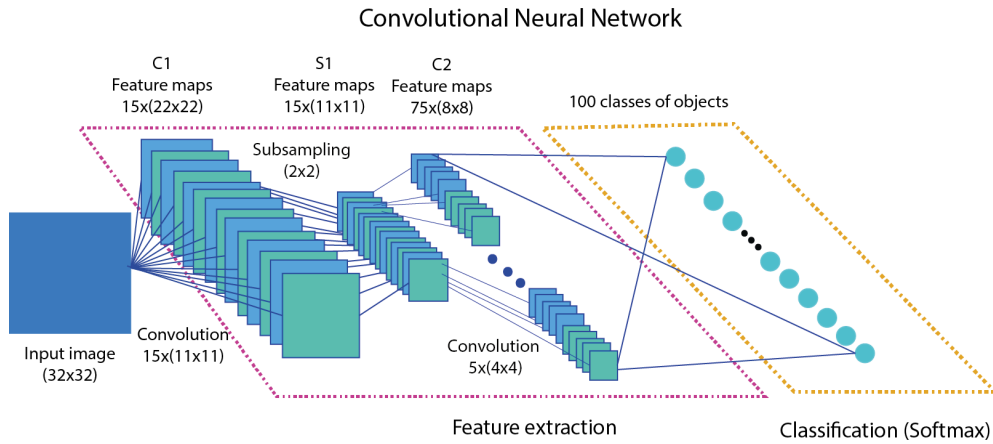 Convolutional Neural Network
C1
Feature maps
15x(22x22)
S1
Feature maps
15x(11x11)
C2
Feature maps
75x(8x8)
100 classes of objects
Subsampling
(2x2)
Input image
(32x32)
Convolution
15x(11x11)
Convolution
5x(4x4)
Feature extraction
Classification (Softmax)